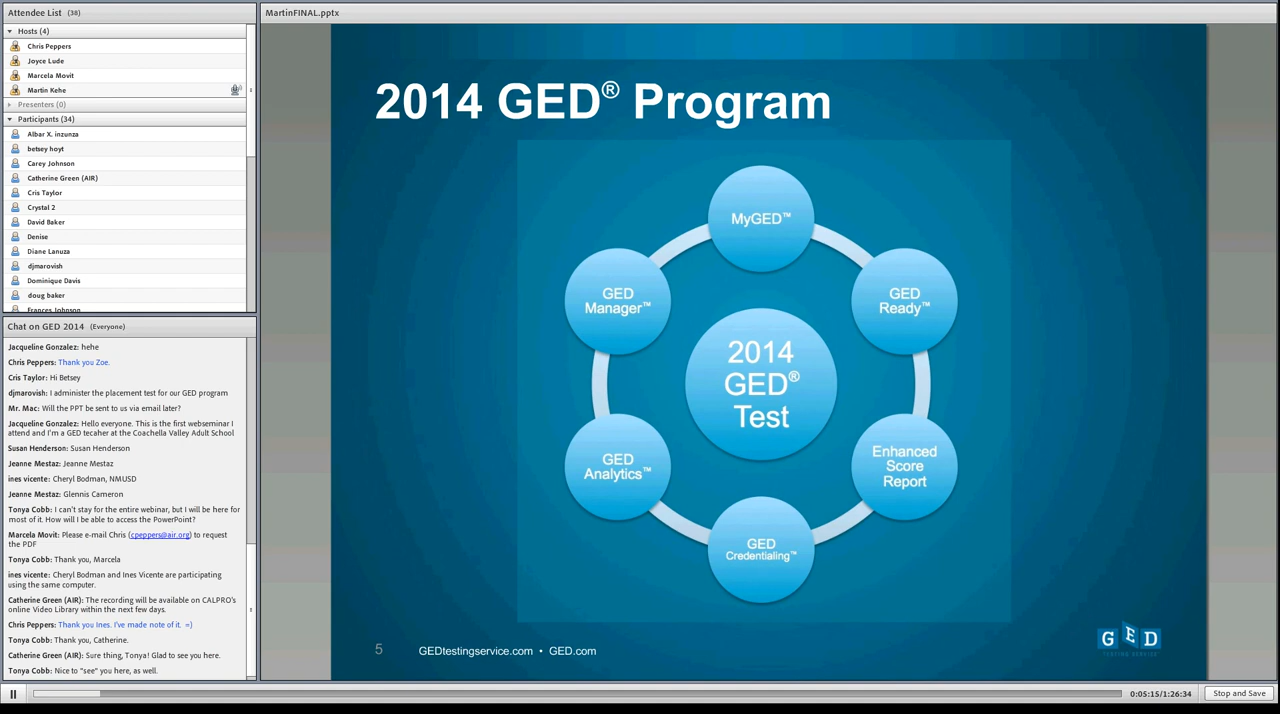 Attendee List (38)
Hosts (4)
Chris Peppers
Joyce Lude
Marcela Movit
Martin Kehe
Presenters (0)
Participants (34)
Albar X. inzunza
betsey hoyt
Carey Johnson
Catherine Green (AIR)
Cris Taylor
Crystal 2
David Baker
Denise
Diane Lanuza
djmarovish
Dominique Davis
doug baker
Frances Johnson
Chat on GED 2014 (Everyone)
Jacqueline Gonzalez: hehe
Chris Peppers: Thank you Zoe.
Cris Taylor: Hi Betsey
djmarovish: I administer the placement test for our GED program
Mr. Mac: Will the PPT be sent to us via email later?
Jacqueline Gonzalez: Hello everyone. This is the first webseminar I
attend and I'm a GED tecaher at the Coachella Valley Adult School
Susan Henderson: Susan Henderson
Jeanne Mestaz: Jeanne Mestaz
ines vicente: Cheryl Bodman, NMUSD
Jeanne Mestaz: Glennis Cameron
Tonya Cobb: I can't stay for the entire webinar, but I will be here for
most of it. How will I be able to access the PowerPoint?
Marcela Movit: Please e-mail Chris (cpeppers@air.org) to request
the PDF
Tonya Cobb: Thank you, Marcela
ines vicente: Cheryl Bodman and Ines Vicente are participating
using the same computer.
Catherine Green (AIR): The recording will be available on CALPRO's
online Video Library within the next few days.
Chris Peppers: Thank you Ines. I've made note of it. =)
Tonya Cobb: Thank you, Catherine.
Catherine Green (AIR): Sure thing, Tonya! Glad to see you here.
Tonya Cobb: Nice to "see" you here, as well.
MartinFINAL.pptx
2014 GED® Program
MyGED™
GED
Manager™
GED
Ready™
2014
GED®
Test
GED
Analytics™
Enhanced
Score
Report
GED
Credentialing™
5
GEDtestingservice.com • GED.com
GED
TESTING SERVICE
0:05:15/1:26:34
Stop and Save